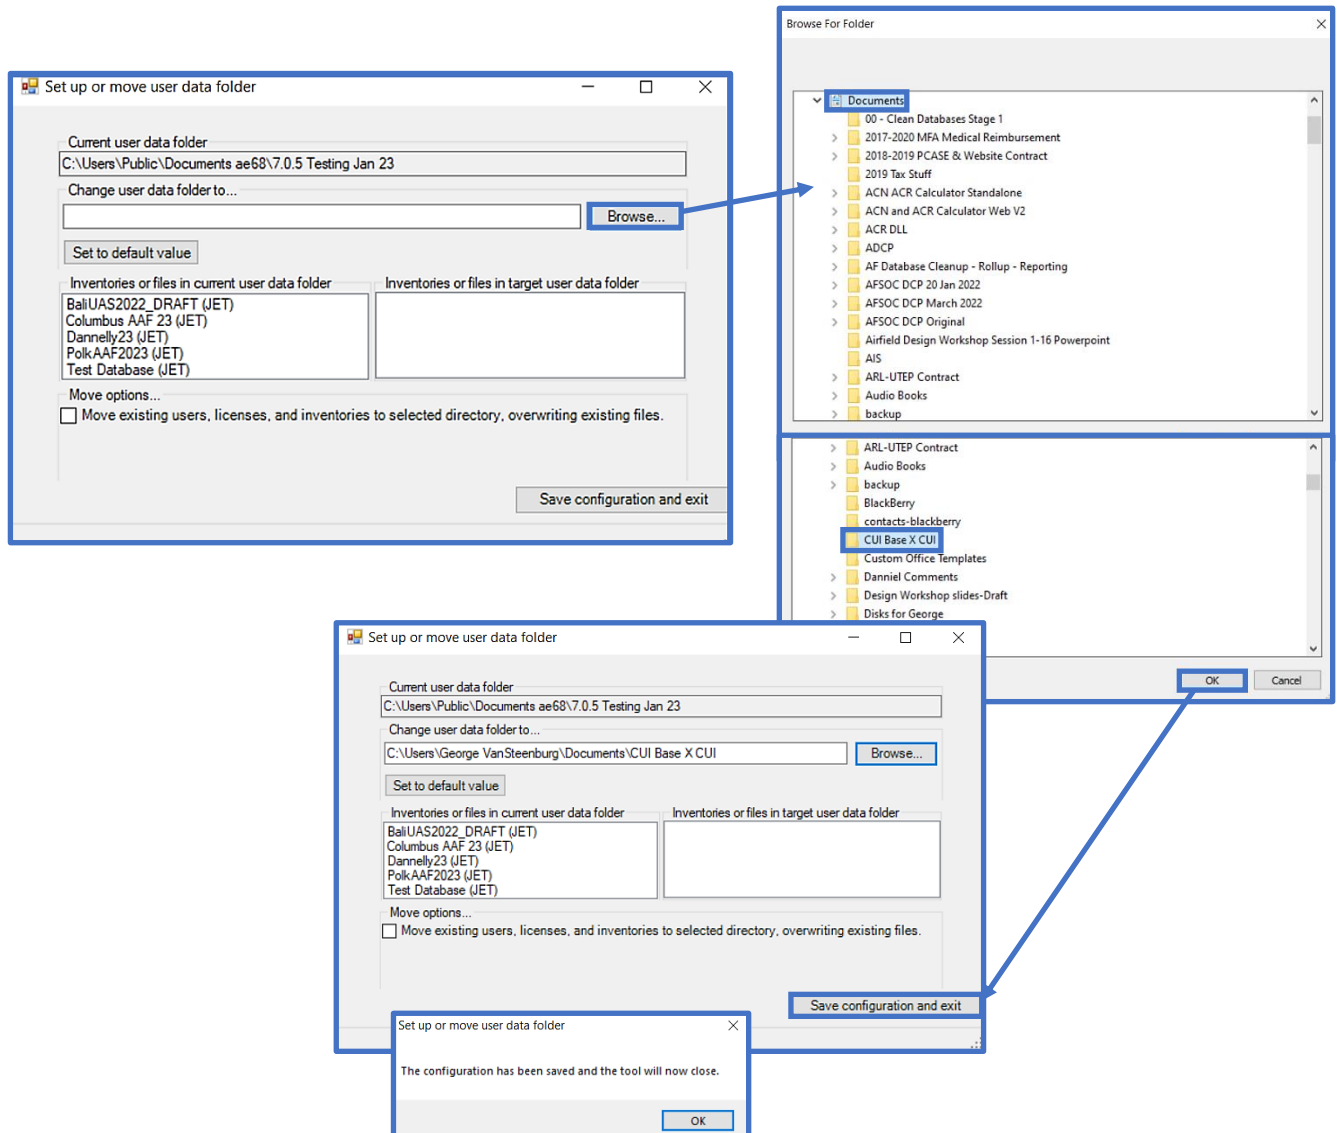 Set up or move user data folder
Current user data folder
C:\Users\Public\Documents ae68\7.0.5 Testing Jan 23
Change user data folder to...
Browse...
Set to default value
Inventories or files in current user data folder
BaliUAS2022_DRAFT (JET)
Columbus AAF 23 (JET)
Dannelly23 (JET)
PolkAAF2023 (JET)
Test Database (JET)
Inventories or files in target user data folder
Move options...
Move existing users, licenses, and inventories to selected directory, overwriting existing files.
Save configuration and exit
Browse For Folder
Documents
00 - Clean Databases Stage 1
2017-2020 MFA Medical Reimbursement
2018-2019 PCASE & Website Contract
2019 Tax Stuff
ACN ACR Calculator Standalone
ACN and ACR Calculator Web V2
ACR DLL
ADCP
AF Database Cleanup - Rollup - Reporting
AFSOC DCP 20 Jan 2022
AFSOC DCP March 2022
AFSOC DCP Original
Airfield Design Workshop Session 1-16 Powerpoint
AIS
ARL-UTEP Contract
Audio Books
backup
ARL-UTEP Contract
Audio Books
backup
BlackBerry
contacts-blackberry
CUI Base X CUI
Custom Office Templates
Danniel Comments
Design Workshop slides-Draft
Disks for George
OK
Cancel
Set up or move user data folder
Current user data folder
C:\Users\Public\Documents ae68\7.0.5 Testing Jan 23
Change user data folder to...
C:\Users\George VanSteenburg\Documents\CUI Base X CUI
Browse...
Set to default value
Inventories or files in current user data folder
BaliUAS2022_DRAFT (JET)
Columbus AAF 23 (JET)
Dannelly23 (JET)
PolkAAF2023 (JET)
Test Database (JET)
Inventories or files in target user data folder
Move options...
Move existing users, licenses, and inventories to selected directory, overwriting existing files.
Save configuration and exit
Set up or move user data folder
The configuration has been saved and the tool will now close.
OK